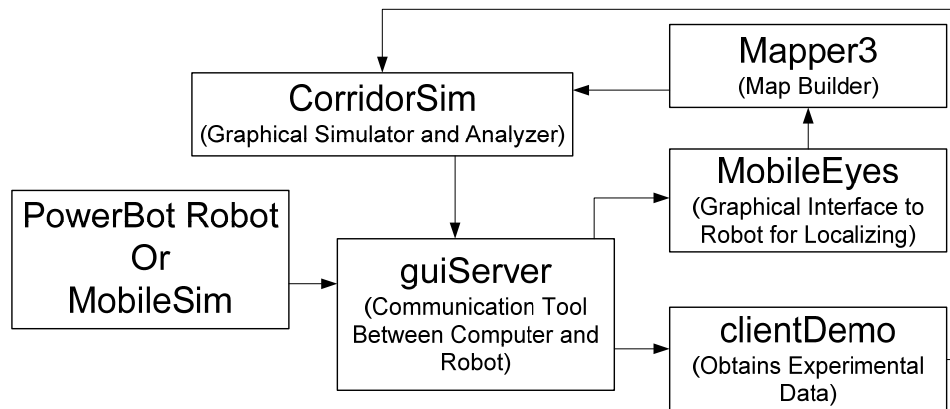 Mapper3
(Map Builder)
CorridorSim
(Graphical Simulator and Analyzer)
MobileEyes
(Graphical Interface to
Robot for Localizing)
PowerBot Robot
Or
MobileSim
guiServer
(Communication Tool
Between Computer and
Robot)
clientDemo
(Obtains Experimental
Data)